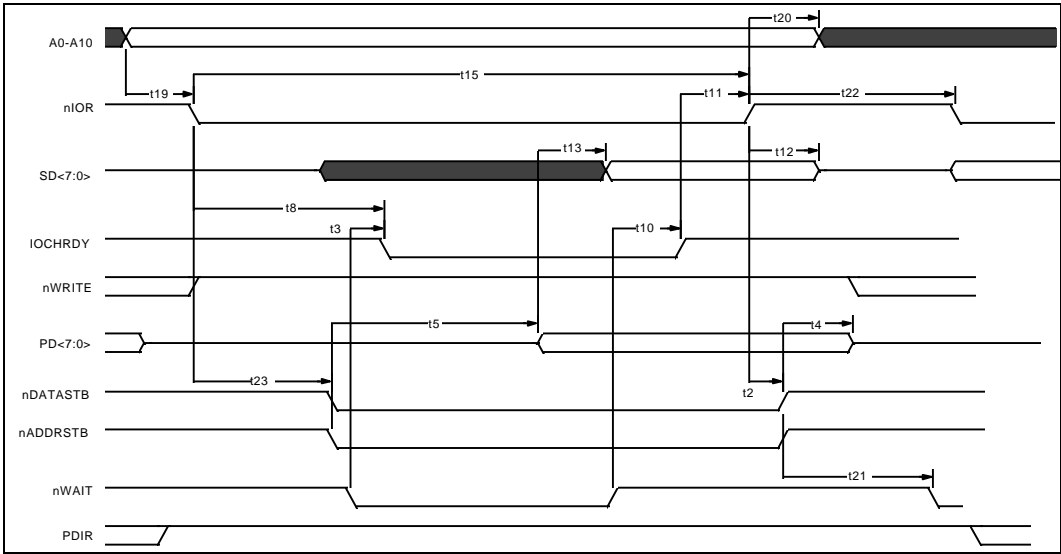 t20
A0-A10
t15
t19
t11
t22
nIOR
t13
t12
SD<7:0>
t8
t3
t10
IOCHRDY
nWRITE
t5
t4
PD<7:0>
t23
t2
nDATASTB
nADDRSTB
t21
nWAIT
PDIR